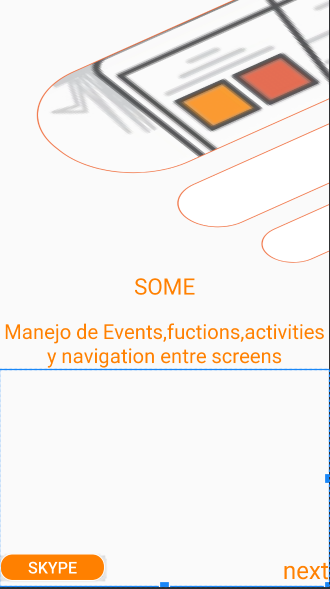 SOME
Manejo de Events,fuctions,activities
y navigation entre screens
SKYPE
next